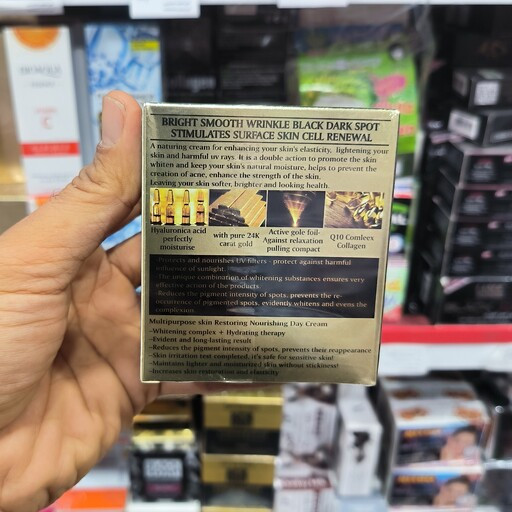 BRIGHT SMOOTH WRINKLE BLACK DARK SPOT
STIMULATES SURFACE SKIN CELL RENEWAL
A naturing cream for enhancing your skin's elasticity, lightening your
skin and harmful uv rays. It is a double action to promote the skin
whiten and keep your skin's natural moisture, helps to prevent the
creation of acne, enhance the strength of the skin.
Leaving your skin softer, brighter and looking health.
Hyaluronica acid
perfectly
moisturise
with pure 24K
carat gold
Active gole foil-
Against relaxation
pulling compact
Q10 Comleex
Collagen
Protects and nourishes UV-filters - protect against harmful
influence of sunlight.
The unique combination of whitening substances ensures very
effective action of the products.
-Reduces the pigment intensity of spots, prevents the re-
occurrence of pigmented spots, evidently whitens and evens the
complexion.
Multipurpose skin Restoring Nourishing Day Cream
-Whitening complex + Hydrating therapy
-Evident and long-lasting result
-Reduces the pigment intensity of spots, prevents their reappearance
-Skin irritation test completed, it's safe for sensitive skin!
-Maintains lighter and moisturised skin without stickiness!
-Increases skin restoration and elasticity